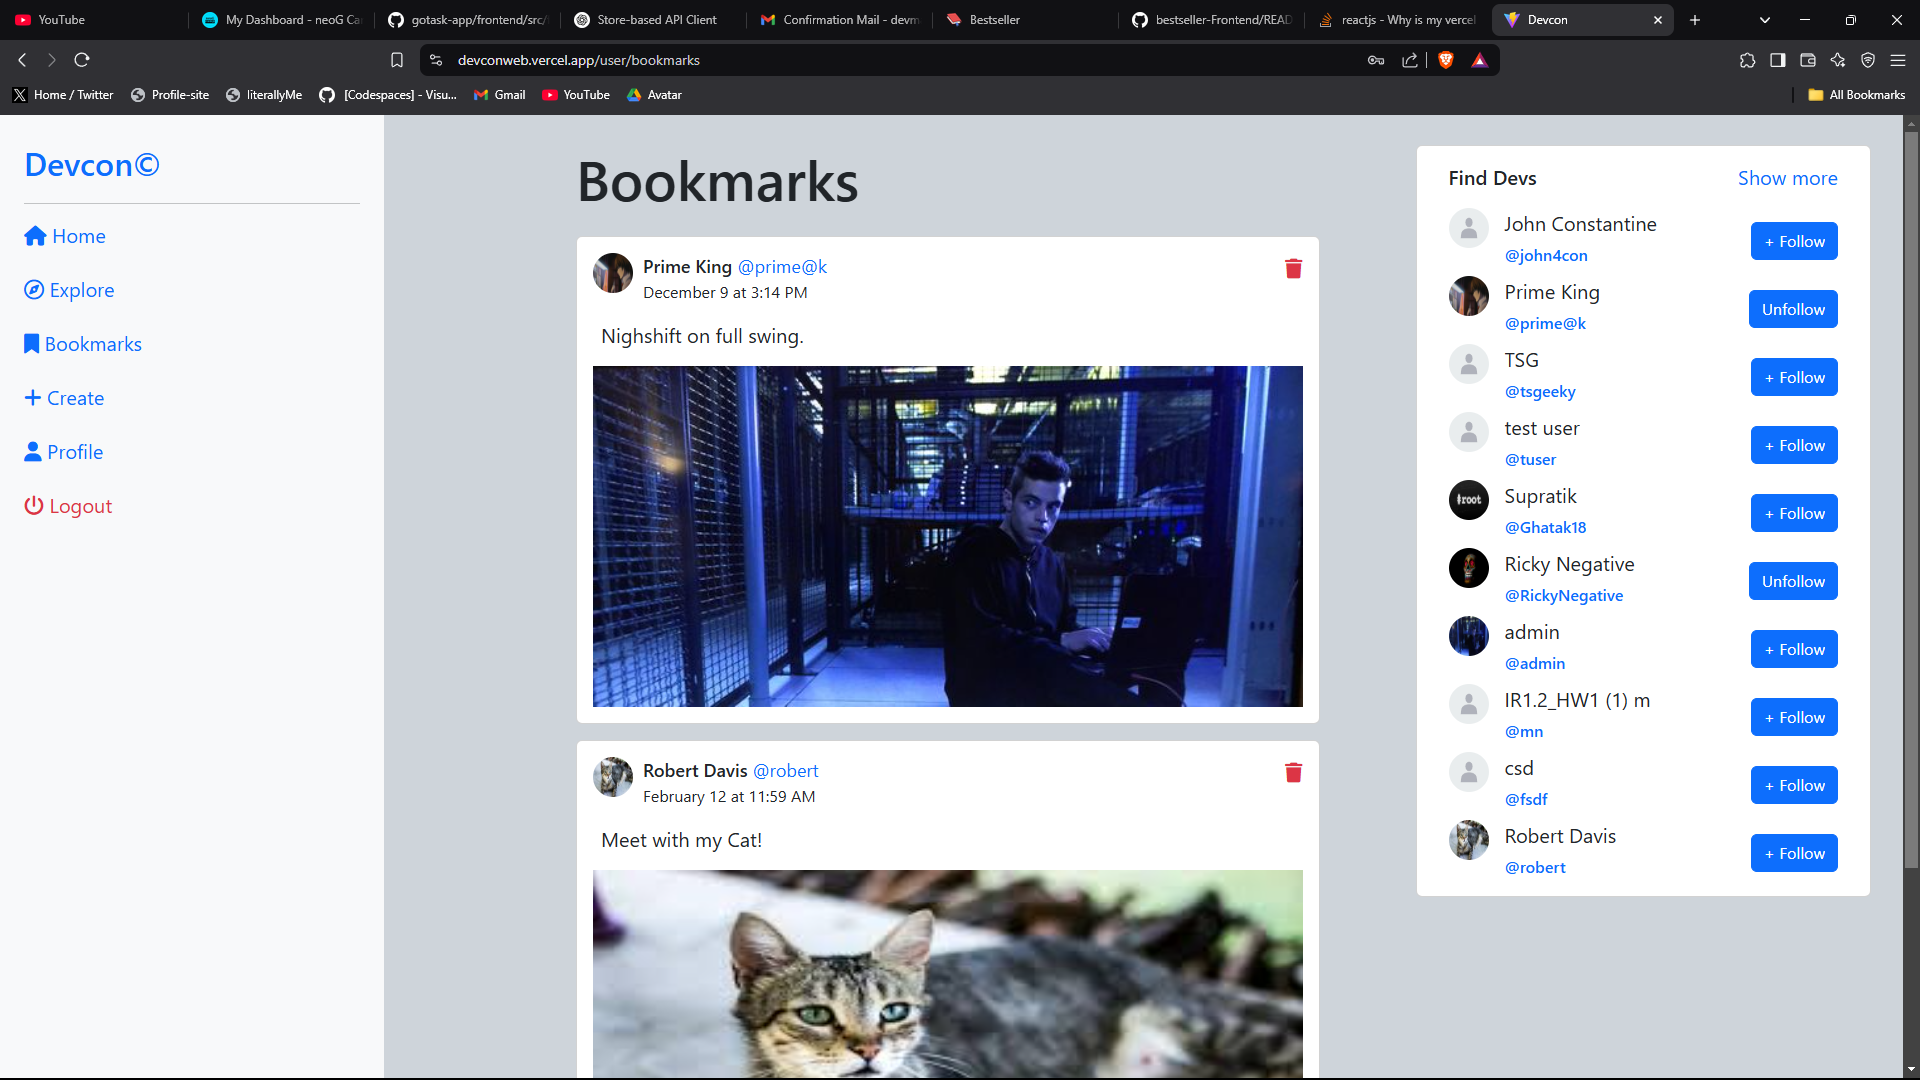 YouTube
My Dashboard - neoG Ca
gotask-app/frontend/src/
Store-based API Client
Confirmation Mail - devm
Bestseller
bestseller-Frontend/READ
reactjs - Why is my vercel
Devcon
devconweb.vercel.app/user/bookmarks
Home / Twitter
Profile-site
literallyMe
[Codespaces] - Visu...
Gmail
YouTube
Avatar
All Bookmarks
Devcon©
Home
Explore
Bookmarks
Create
Profile
Logout
Bookmarks
Prime King @prime@k
December 9 at 3:14 PM
Nighshift on full swing.
Robert Davis @robert
February 12 at 11:59 AM
Meet with my Cat!
Find Devs
Show more
John Constantine
@john4con
+ Follow
Prime King
@prime@k
Unfollow
TSG
@tsgeeky
+ Follow
test user
@tuser
+ Follow
$root
Supratik
@Ghatak18
+ Follow
Ricky Negative
@RickyNegative
Unfollow
admin
@admin
+ Follow
IR1.2_HW1 (1) m
@mn
+ Follow
csd
@fsdf
+ Follow
Robert Davis
@robert
+ Follow